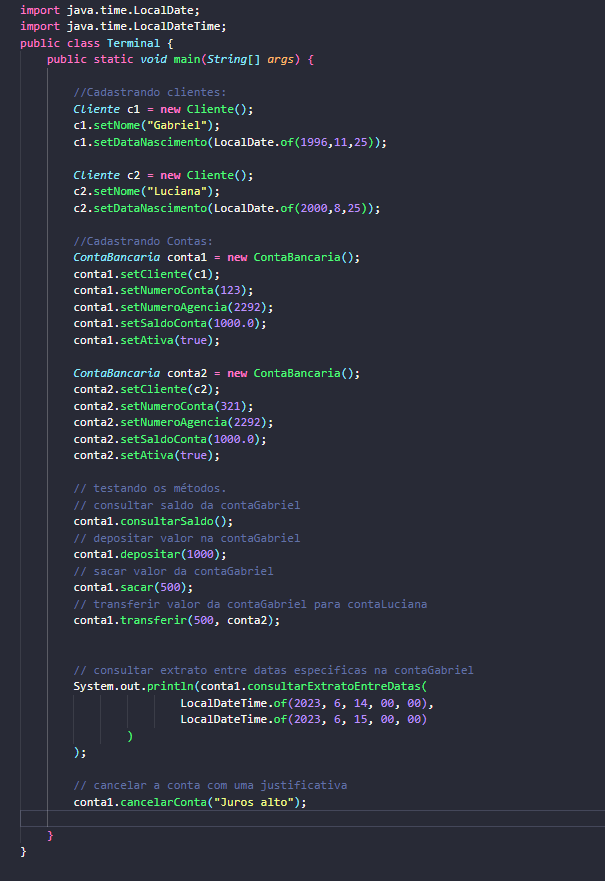 import java.time.LocalDate;
import java.time.LocalDateTime;
public class Terminal {
public static void main(String[] args) {
//Cadastrando clientes:
Cliente c1 = new Cliente();
c1.setNome("Gabriel");
c1.setDataNascimento(LocalDate.of(1996,11,25));
Cliente c2 = new Cliente();
c2.setNome("Luciana");
c2.setDataNascimento(LocalDate.of(2000,8,25));
//Cadastrando Contas:
ContaBancaria conta1 = new ContaBancaria();
conta1.setCliente(c1);
conta1.setNumeroConta(123);
conta1.setNumeroAgencia(2292);
conta1.setSaldoConta(1000.0);
conta1.setAtiva(true);
ContaBancaria conta2 = new ContaBancaria();
conta2.setCliente(c2);
conta2.setNumeroConta(321);
conta2.setNumeroAgencia(2292);
conta2.setSaldoConta(1000.0);
conta2.setAtiva(true);
// testando os métodos.
// consultar saldo da contaGabriel
conta1.consultarSaldo();
// depositar valor na contaGabriel
conta1.depositar(1000);
// sacar valor da contaGabriel
conta1.sacar(500);
// transferir valor da contaGabriel para contaLuciana
conta1.transferir(500, conta2);
// consultar extrato entre datas especificas na contaGabriel
System.out.println(conta1.consultarExtratoEntreDatas(
LocalDateTime.of(2023, 6, 14, 00, 00),
LocalDateTime.of(2023, 6, 15, 00, 00)
)
);
// cancelar a conta com uma justificativa
conta1.cancelarConta("Juros alto");
}
}